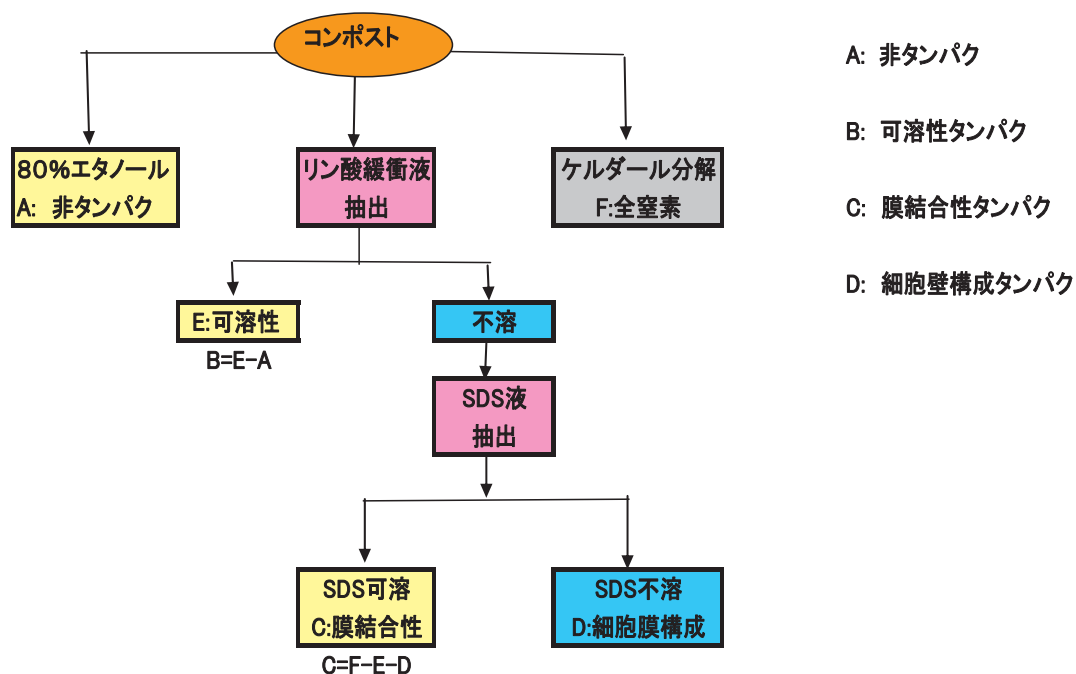 コンポスト
80%エタノール
A: 非タンパク
リン酸緩衝液
抽出
ケルダール分解
F:全窒素
E:可溶性
B=E−A
不溶
SDS液
抽出
SDS可溶
C:膜結合性
C=F−E−D
SDS不溶
D:細胞膜構成
A: 非タンパク
B: 可溶性タンパク
C: 膜結合性タンパク
D: 細胞壁構成タンパク